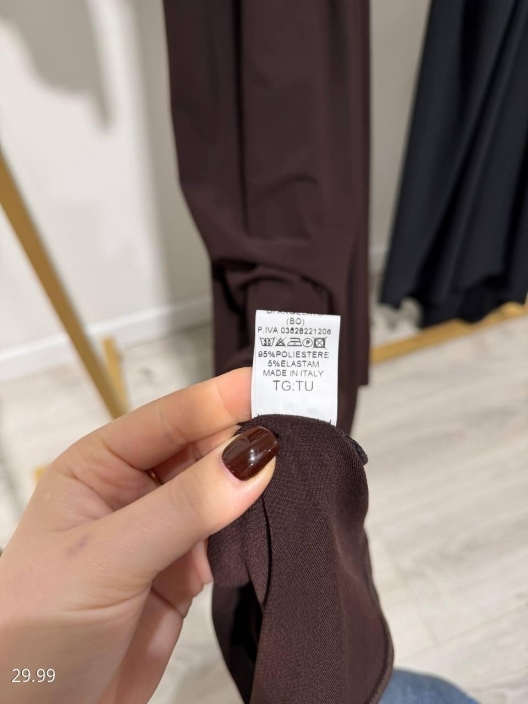 (BO)
P.IVA 03628221206
95%POLIESTERE
5%ELASTAM
MADE IN ITALY
TG:TU
29.99